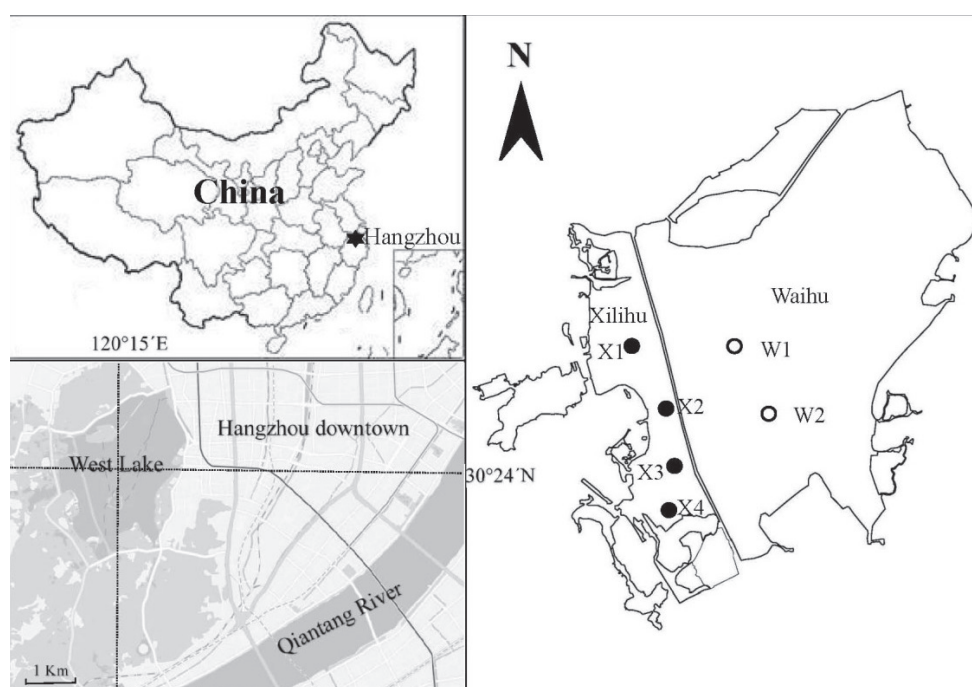 China
Hangzhou
120°15´E
West Lake
Hangzhou downtown
30°24´N
Qiantang River
1 Km
N
Waihu
Xilihu
X1
W1
X2
W2
X3
X4